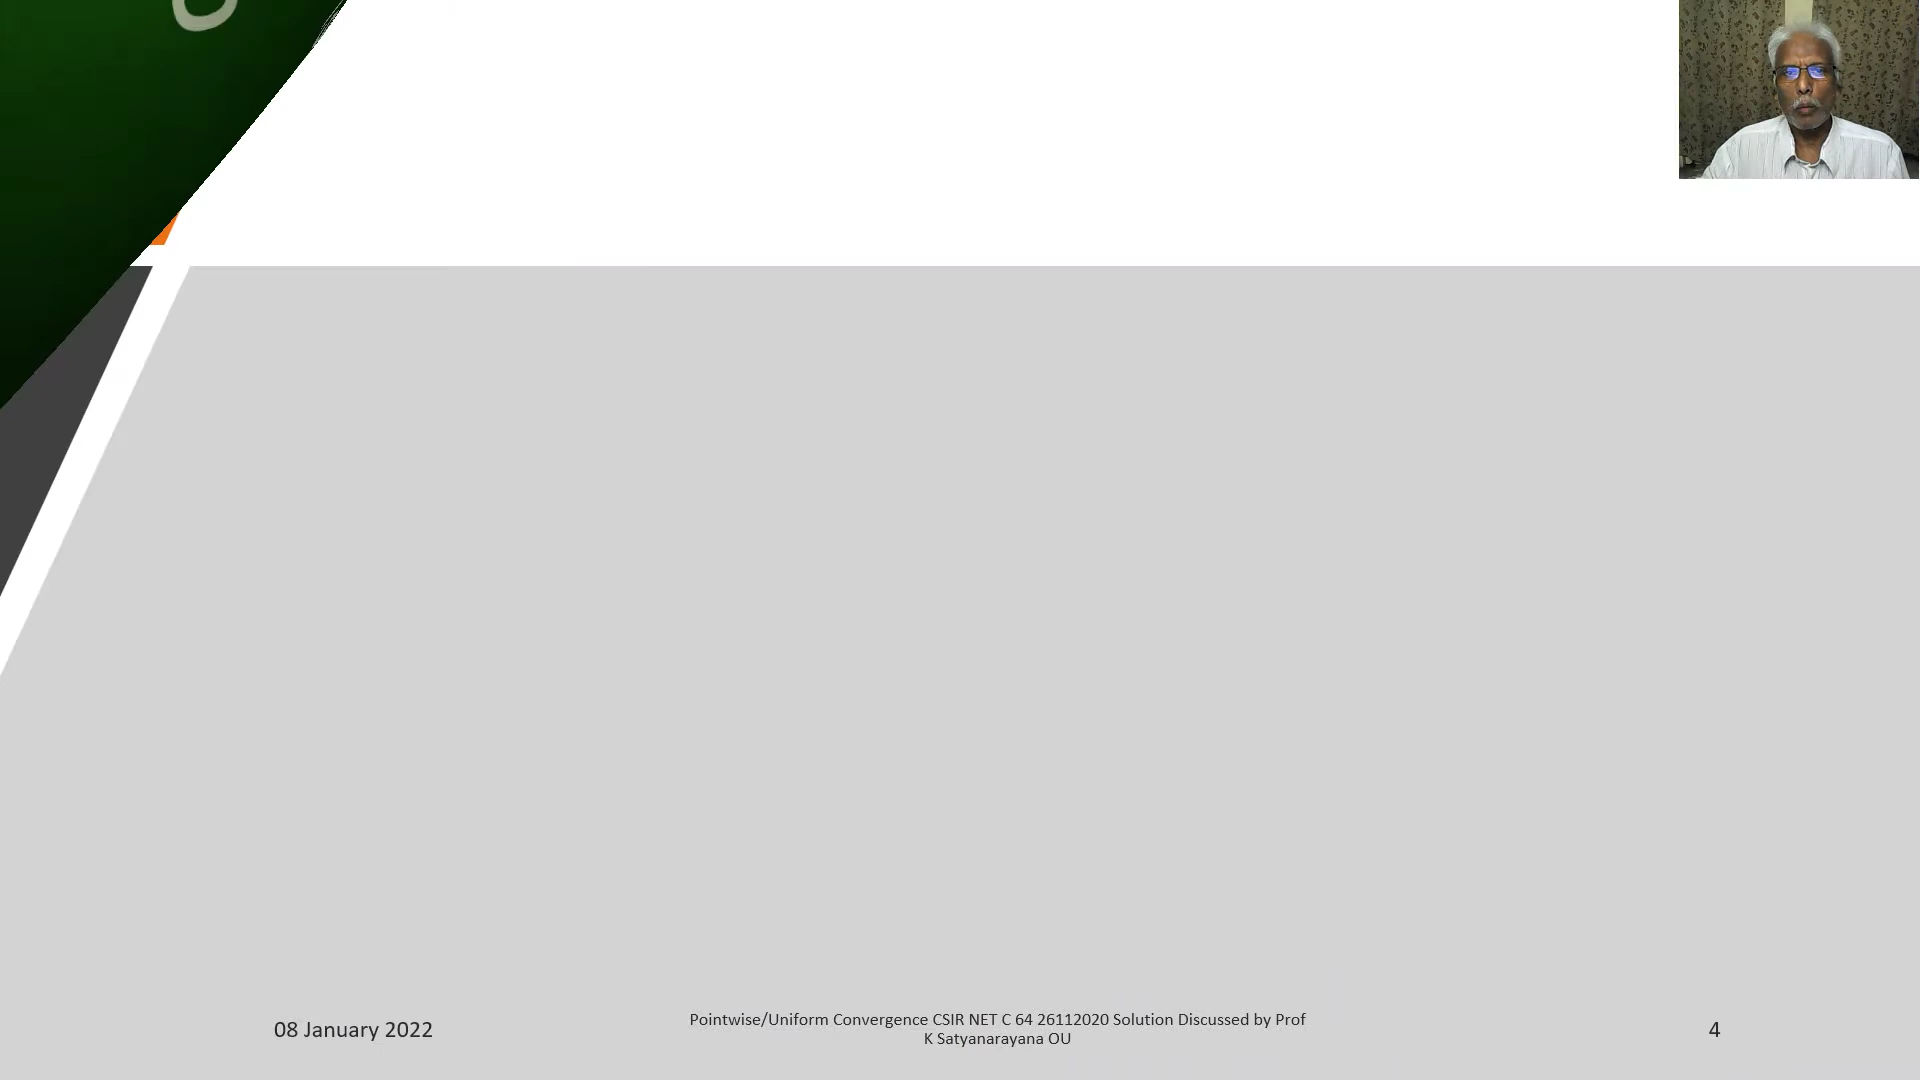 08 January 2022
Pointwise/Uniform Convergence CSIR NET C 64 26112020 Solution Discussed by Prof
K Satyanarayana OU
4